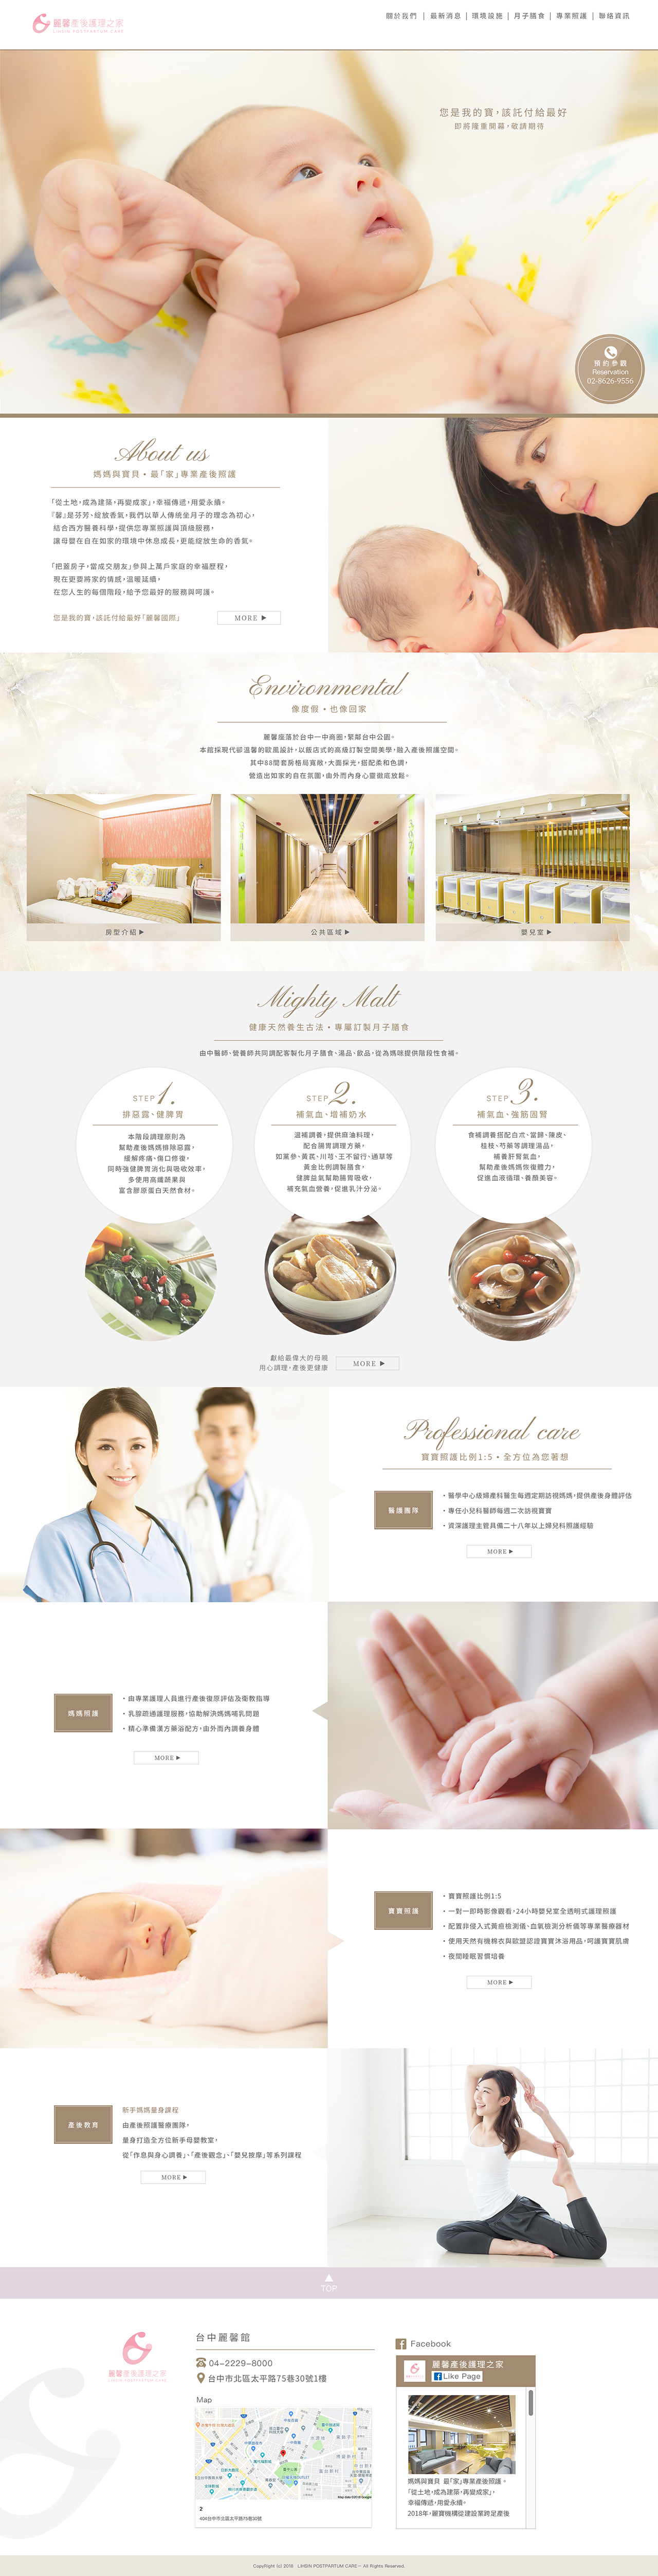 麗馨產後護理之家
LIHSIN POSTPARTUM CARE
關於我們 | 最新消息 | 環境設施 | 月子膳食 | 專業照護 | 聯絡資訊
您是我的寶,該託付給最好
即將隆重開幕,敬請期待
預約參觀
Reservation
02-8626-9556
About us
媽媽與寶貝•最「家」專業產後照護
「從土地,成為建築,再變成家」,幸福傳遞,用愛永續。
『馨』是芬芳、綻放香氣,我們以華人傳統坐月子的理念為初心,
結合西方醫養科學,提供您專業照護與頂級服務,
讓母嬰在自在如家的環境中休息成長,更能綻放生命的香氣。
「把蓋房子,當成交朋友」參與上萬戶家庭的幸福歷程,
現在更要將家的情感,溫暖延續,
在您人生的每個階段,給予您最好的服務與呵護。
您是我的寶,該託付給最好「麗馨國際」
MORE ▶
Environmental
像度假•也像回家
麗馨座落於台中一中商圈,緊鄰台中公園。
本館採現代卻溫馨的歐風設計,以飯店式的高級訂製空間美學,融入產後照護空間。
其中88間套房格局寬敞,大面採光,搭配柔和色調,
營造出如家的自在氛圍,由外而內身心靈徹底放鬆。
房型介紹 ▶
公共區域 ▶
嬰兒室 ▶
Mighty Malt
健康天然養生古法•專屬訂製月子膳食
由中醫師、營養師共同調配客製化月子膳食、湯品、飲品,從為媽咪提供階段性食補。
STEP 1.
排惡露、健脾胃
本階段調理原則為
幫助產後媽媽排除惡露,
緩解疼痛、傷口修復,
同時強健脾胃消化與吸收效率,
多使用高纖蔬果與
富含膠原蛋白天然食材。
STEP 2.
補氣血、增補奶水
溫補調養,提供麻油料理,
配合腸胃調理方藥,
如黨參、黃芪、川芎、王不留行、通草等
黃金比例調製膳食,
健脾益氣幫助腸胃吸收,
補充氣血營養,促進乳汁分泌。
STEP 3.
補氣血、強筋固腎
食補調養搭配白朮、當歸、陳皮、
桂枝、芍藥等調理湯品,
補養肝腎氣血,
幫助產後媽媽恢復體力,
促進血液循環、養顏美容。
獻給最偉大的母親
用心調理,產後更健康
MORE ▶
Professional care
寶寶照護比例1:5•全方位為您著想
醫護團隊
•醫學中心級婦產科醫生每週定期訪視媽媽,提供產後身體評估
•專任小兒科醫師每週二次訪視寶寶
•資深護理主管具備二十八年以上婦兒科照護經驗
MORE ▶
媽媽照護
•由專業護理人員進行產後復原評估及衛教指導
•乳腺疏通護理服務,協助解決媽媽哺乳問題
•精心準備漢方藥浴配方,由外而內調養身體
MORE ▶
寶寶照護
•寶寶照護比例1:5
•一對一即時影像觀看,24小時嬰兒室全透明式護理照護
•配置非侵入式黃疸檢測儀、血氧檢測分析儀等專業醫療器材
•使用天然有機棉衣與歐盟認證寶寶沐浴用品,呵護寶寶肌膚
•夜間睡眠習慣培養
MORE ▶
產後教育
新手媽媽量身課程
由產後照護醫療團隊,
量身打造全方位新手母嬰教室,
從「作息與身心調養」、「產後觀念」、「嬰兒按摩」等系列課程
MORE ▶
TOP
麗馨產後護理之家
LIHSIN POSTPARTUM CARE
台中麗馨館
04-2229-8000
台中市北區太平路75巷30號1樓
Map
2
404台中市北區太平路75巷30號
Facebook
麗馨產後護理之家
Like Page
媽媽與寶貝 最「家」專業產後照護。
「從土地,成為建築,再變成家」,
幸福傳遞,用愛永續。
2018年,麗寶機構從建設業跨足產後
CopyRight (c) 2018 LIHSIN POSTPARTUM CARE- All Rights Reserved.